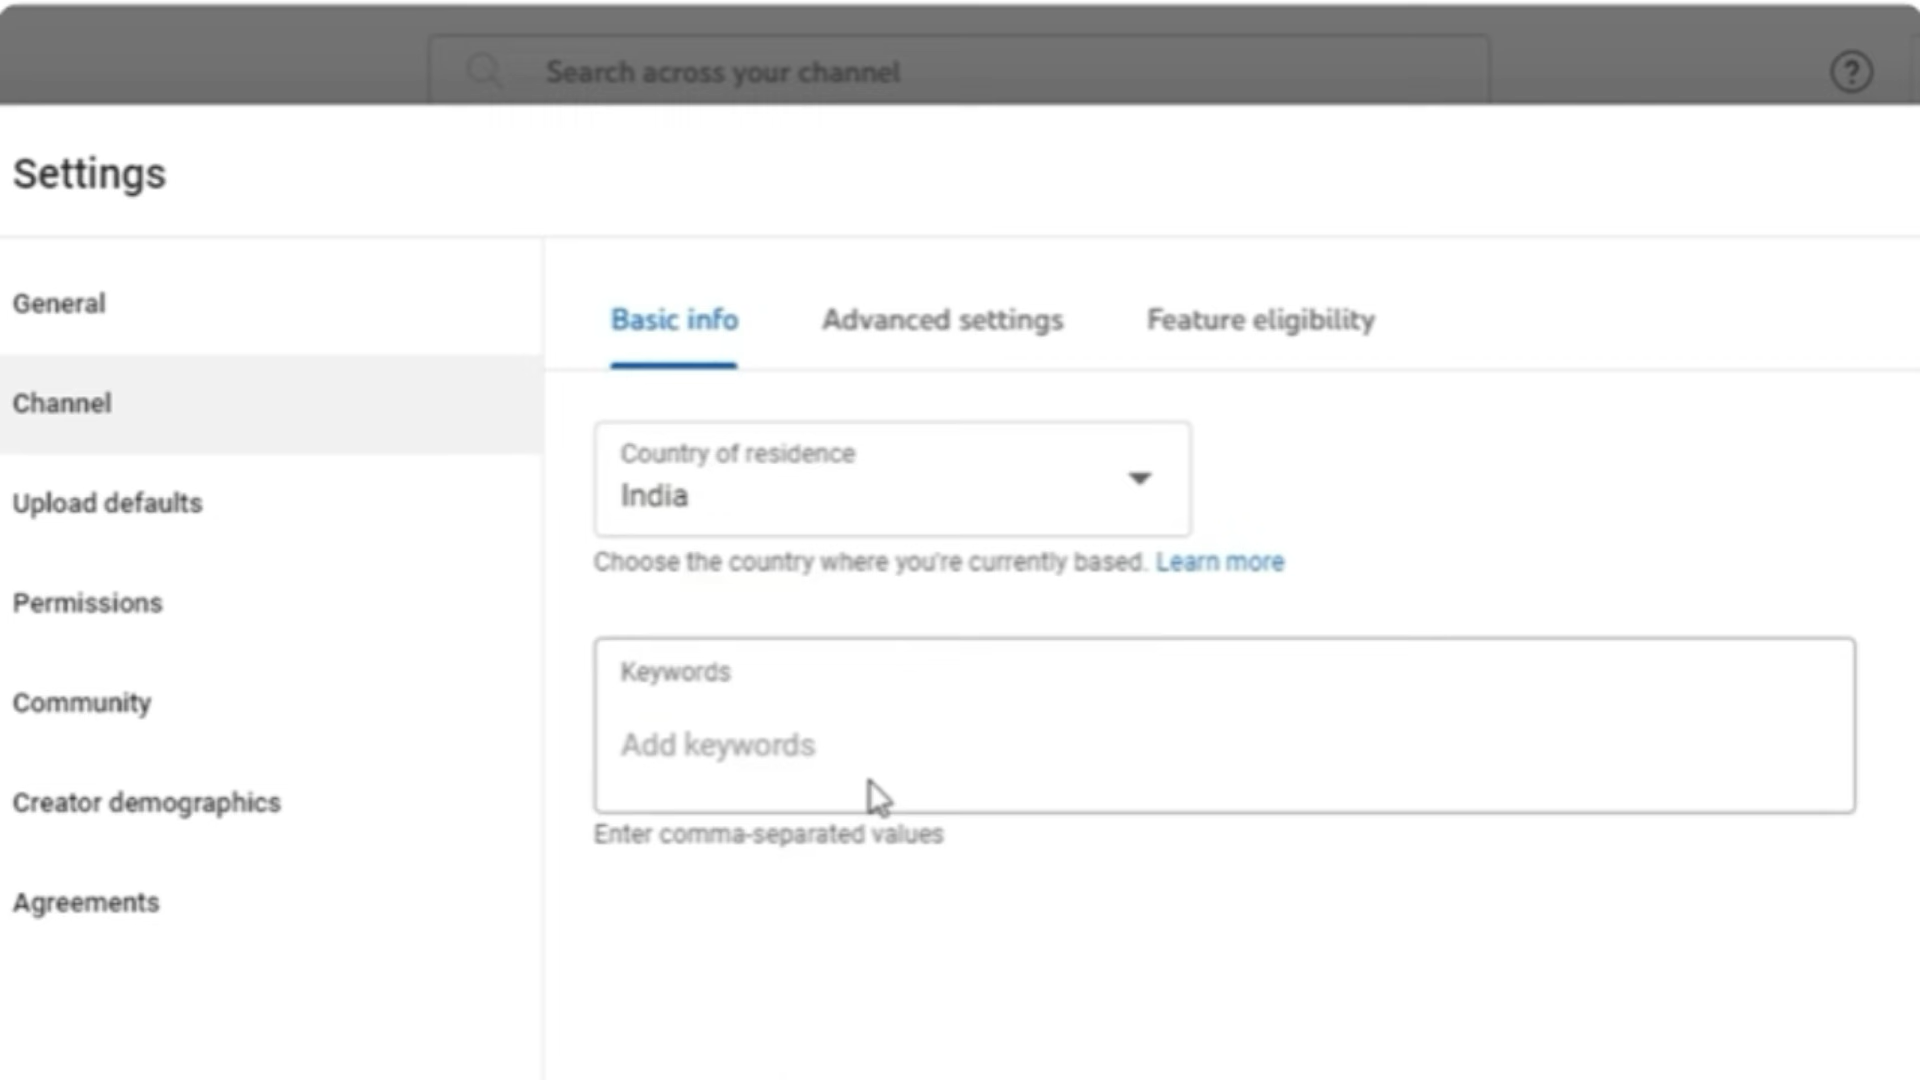 Search across your channel
?
Settings
General
Channel
Upload defaults
Permissions
Community
Creator demographics
Agreements
Basic info Advanced settings Feature eligibility
Country of residence
India
Choose the country where you're currently based. Learn more
Keywords
Add keywords
Enter comma-separated values